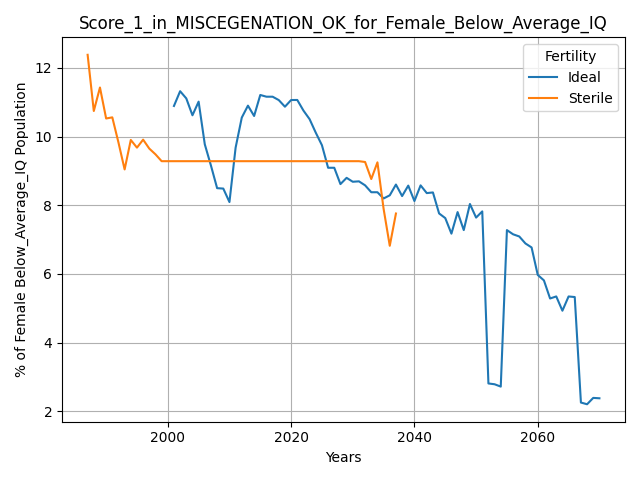 Score_1_in_MISCEGENATION_OK_for_Female_Below_Average_IQ
% of Female Below_Average_IQ Population
12
10
8
6
4
2
Fertility
Ideal
Sterile
2000
2020
2040
2060
Years